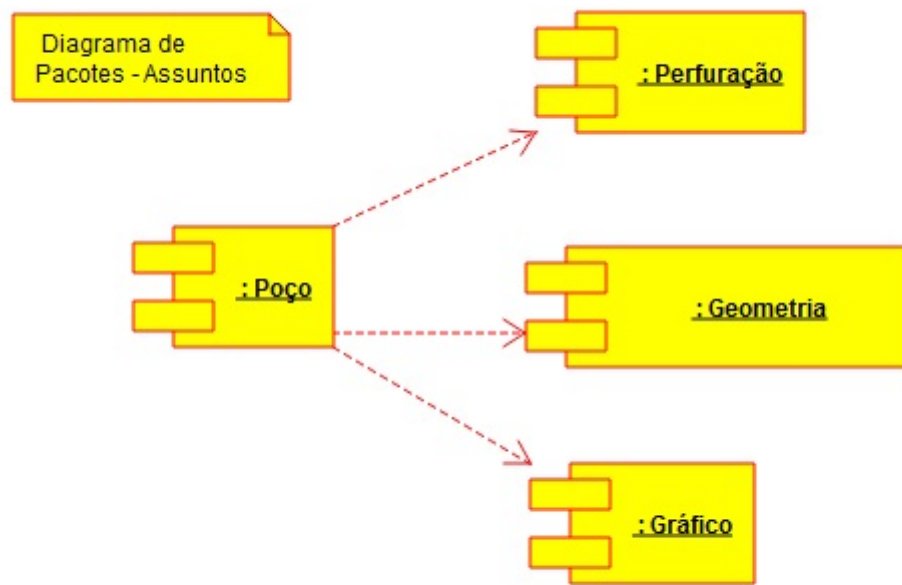 Diagrama de
Pacotes - Assuntos
: Perfuração
: Poço
: Geometria
: Gráfico